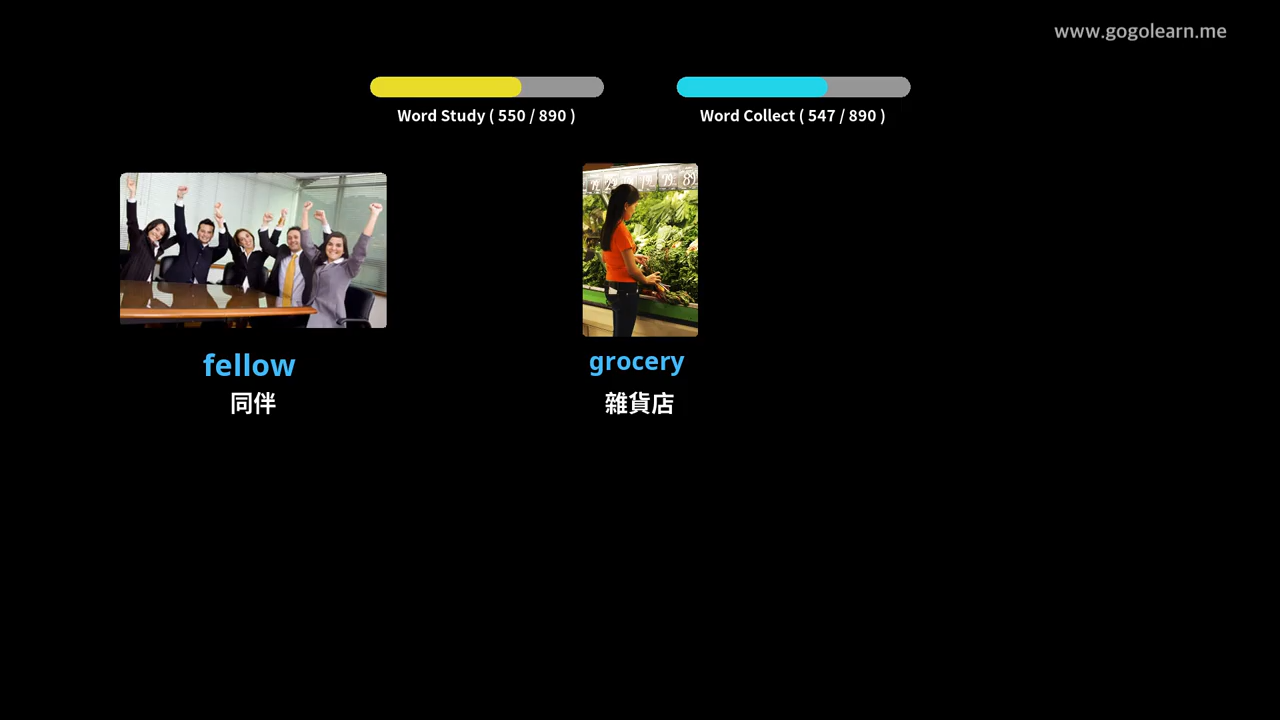 www.gogolearn.me
Word Study ( 550 / 890 )
Word Collect ( 547 / 890 )
fellow
同伴
grocery
雜貨店